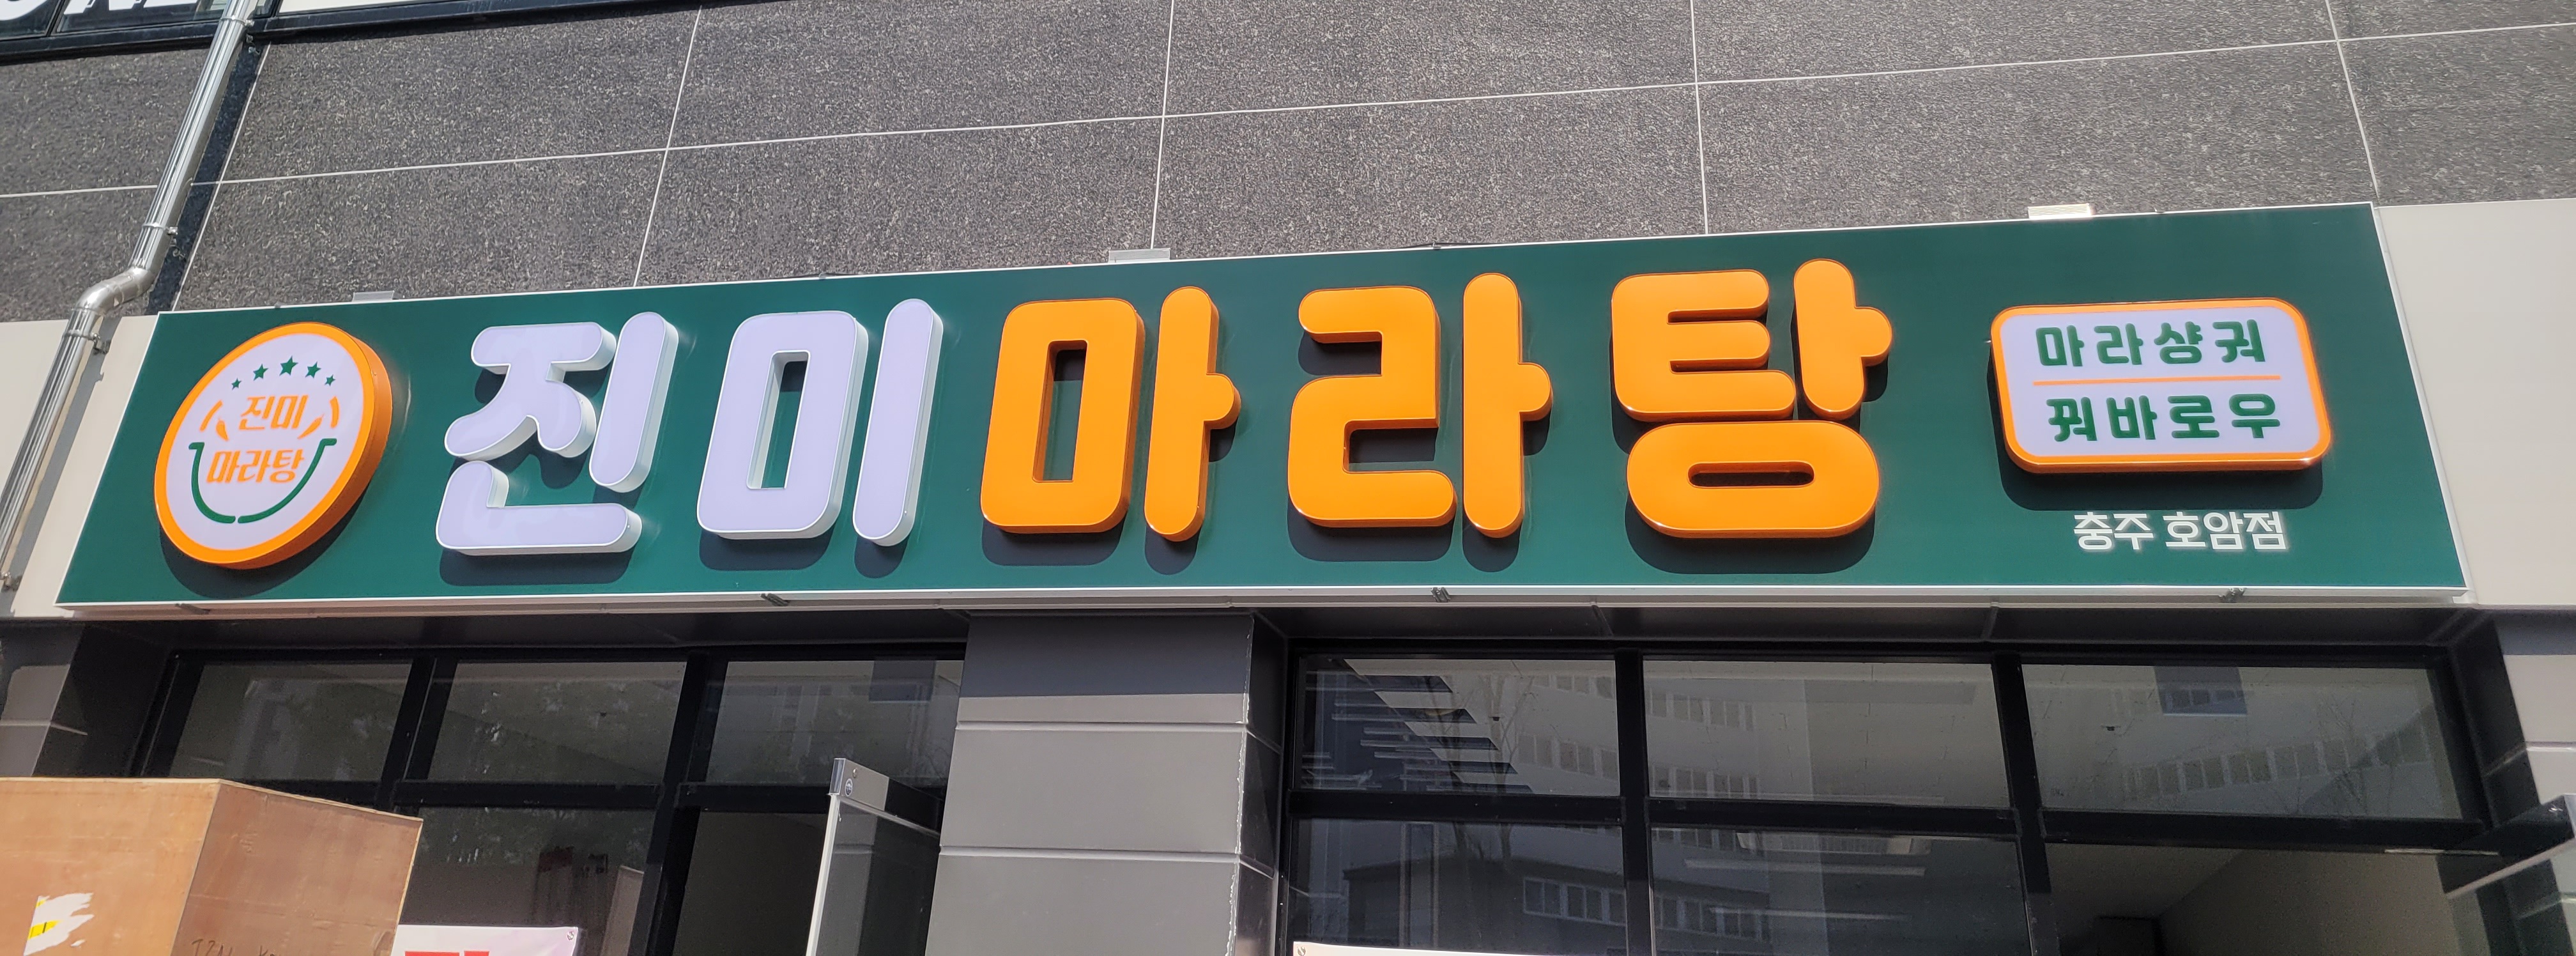 진미
마라탕
진미마라탕
마라샹궈
꿔바로우
충주 호암점